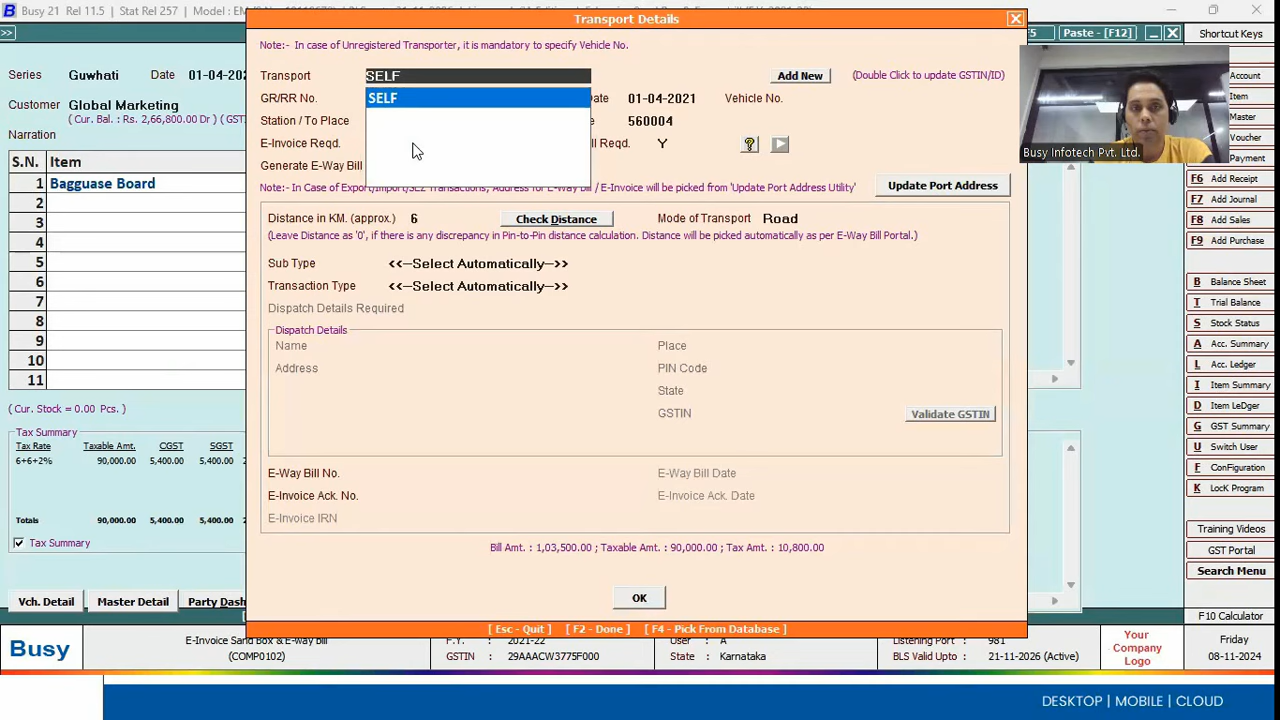 Busy 21 Rel 11.5 | Stat Rel 257 | Model : EM
Transport Details
>>
Paste - [F12]
Shortcut Keys
Note:- In case of Unregistered Transporter, it is mandatory to specify Vehicle No.
Series Guwhati Date 01-04-202
Transport SELF Add New (Double Click to update GSTIN/ID)
Account
GR/RR No. SELF Date 01-04-2021 Vehicle No.
Item
Customer Global Marketing
( Cur. Bal. : Rs. 2,66,800.00 Dr ) (GST
Station / To Place 560004
Master
Narration
E-Invoice Reqd. Reqd. Y ?
Voucher
Busy Infotech Pvt. Ltd.
Payment
S.N. Item
Generate E-Way Bill
F6 Add Receipt
1 Bagguase Board
Note:- In Case of Export/Import/SEZ Transactions, Address for E-Way Bill / E-Invoice will be picked from 'Update Port Address Utility'
Update Port Address
F7 Add Journal
2
3
4
5
6
7
8
9
10
11
F8 Add Sales
F9 Add Purchase
Distance in KM. (approx.) 6 Check Distance Mode of Transport Road
(Leave Distance as '0', if there is any discrepancy in Pin-to-Pin distance calculation. Distance will be picked automatically as per E-Way Bill Portal.)
Sub Type <<--Select Automatically-->>
Transaction Type <<--Select Automatically-->>
Dispatch Details Required
Dispatch Details
Name Place
Address PIN Code
State
GSTIN Validate GSTIN
B Balance Sheet
T Trial Balance
S Stock Status
A Acc. Summary
L Acc. Ledger
I Item Summary
D Item LeDger
G GST Summary
U Switch User
F ConFiguration
K LocK Program
Training Videos
GST Portal
Search Menu
F10 Calculator
( Cur. Stock = 0.00 Pcs. )
Tax Summary
Tax Rate Taxable Amt. CGST SGST
6+6+2% 90,000.00 5,400.00 5,400.00
Totals 90,000.00 5,400.00 5,400.00
Tax Summary
E-Way Bill No. E-Way Bill Date
E-Invoice Ack. No. E-Invoice Ack. Date
E-Invoice IRN
Bill Amt. : 1,03,500.00 ; Taxable Amt. : 90,000.00 ; Tax Amt. : 10,800.00
OK
Vch. Detail Master Detail Party Dash
[ Esc - Quit ] [ F2 - Done ] [ F4 - Pick From Database ]
Busy
E-Invoice Sand Box & E-way bill
(COMP0102)
F.Y. : 2021-22
GSTIN : 29AAACW3775F000
User : A
State : Karnataka
Listening Port : 981
BLS Valid Upto : 21-11-2026 (Active)
Your
Company
Logo
Friday
08-11-2024
DESKTOP | MOBILE | CLOUD